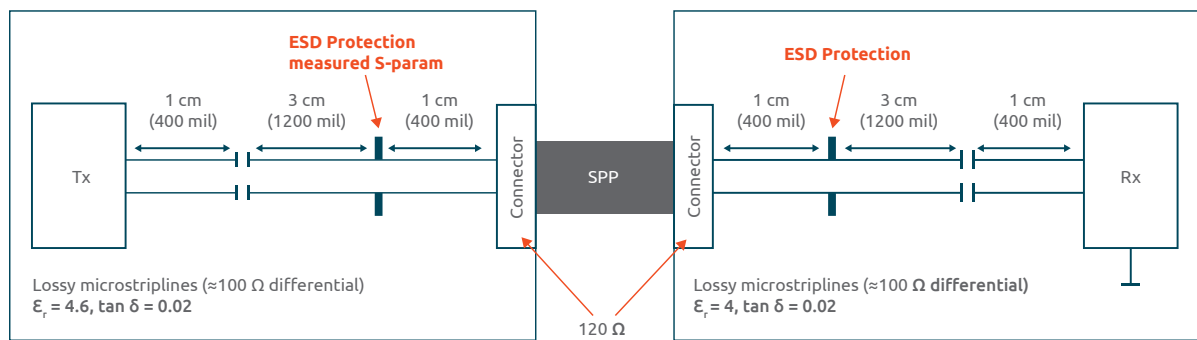 ESD Protection
measured S-param
ESD Protection
1 cm
(400 mil)
3 cm
(1200 mil)
1 cm
(400 mil)
1 cm
(400 mil)
3 cm
(1200 mil)
1 cm
(400 mil)
Tx
Connector
SPP
Connector
Rx
Lossy microstriplines (≈100 Ω differential)
Ɛr = 4.6, tan δ = 0.02
Lossy microstriplines (≈100 Ω differential)
Ɛr = 4, tan δ = 0.02
120 Ω